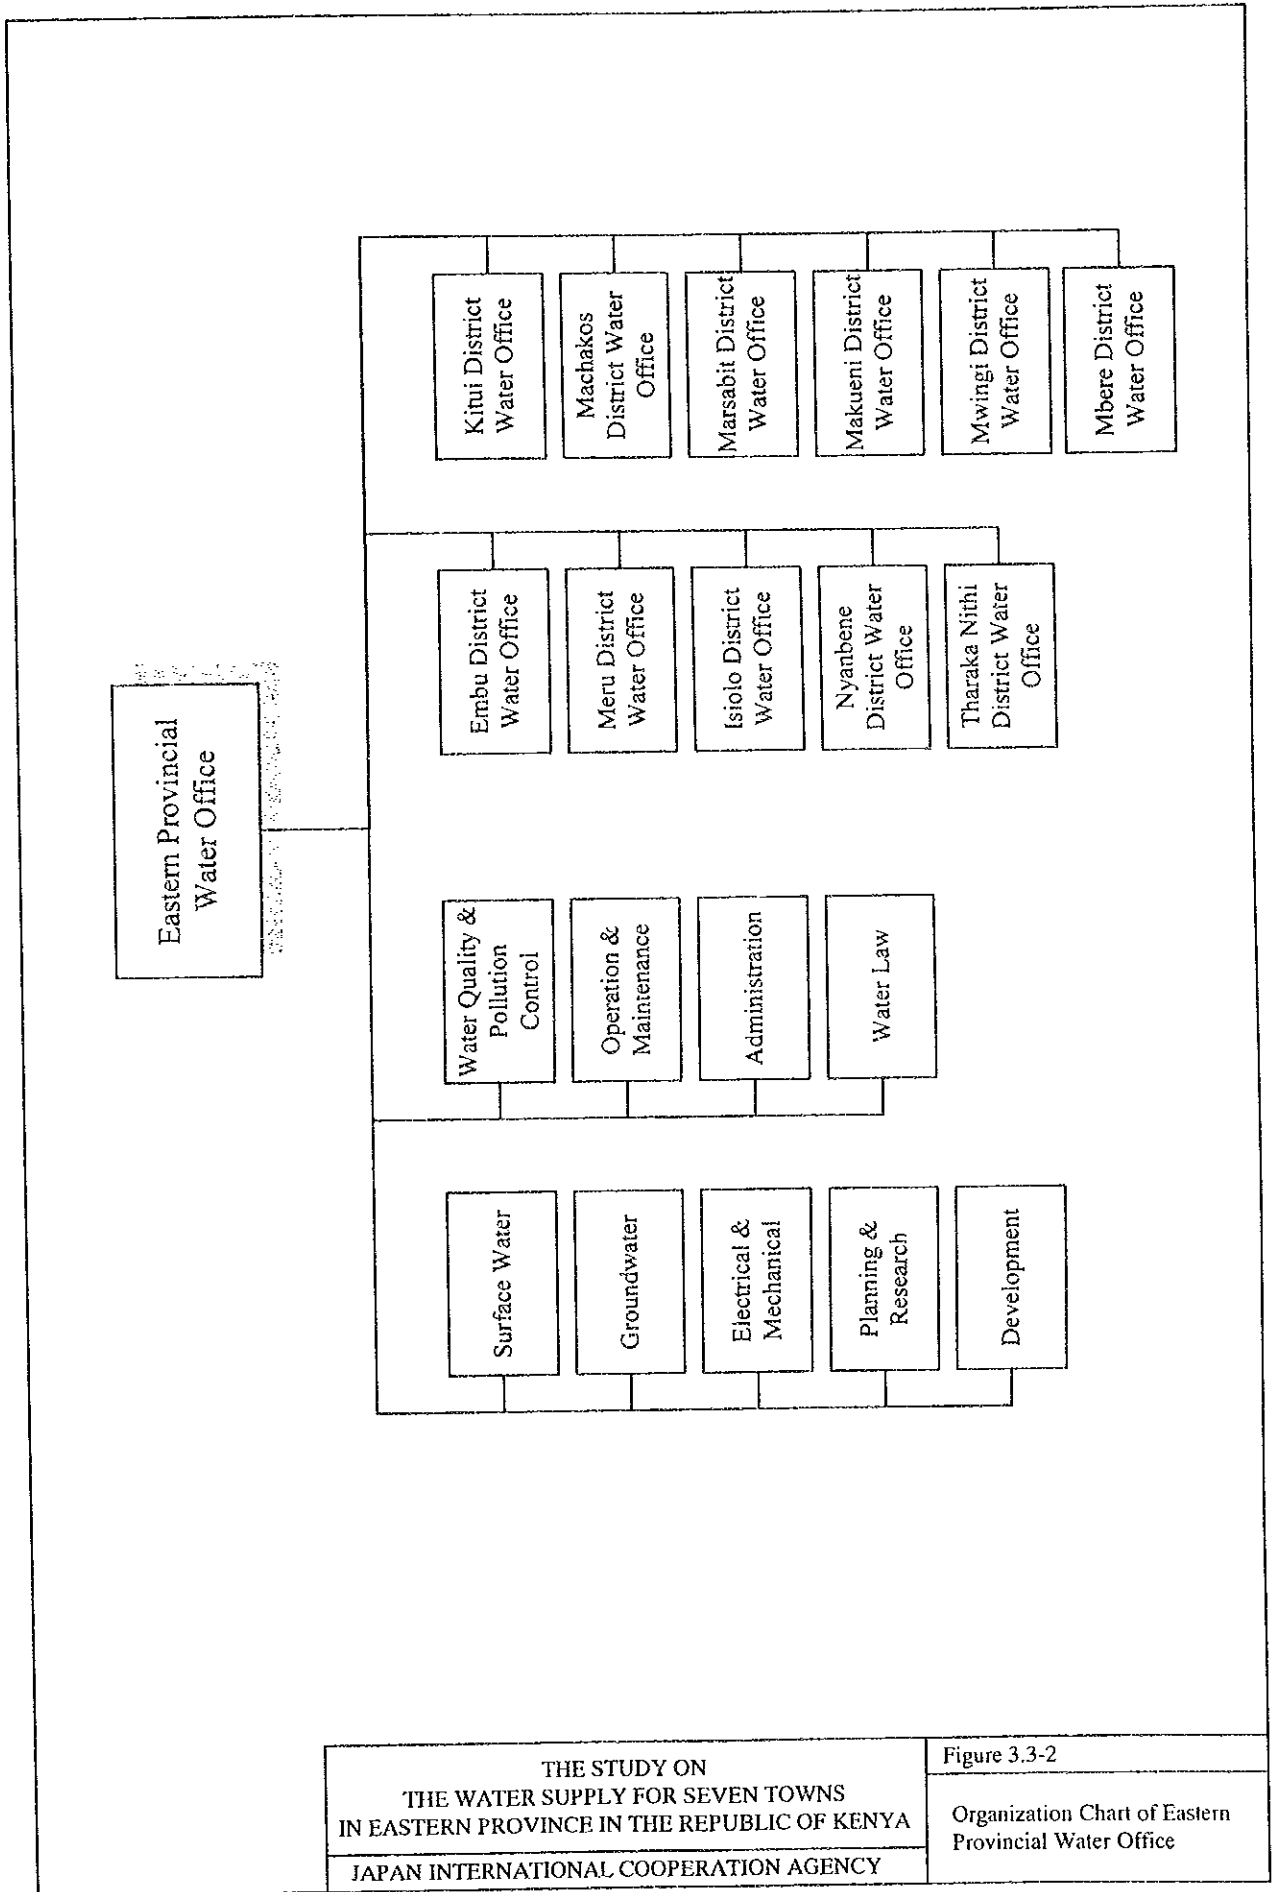 Eastern Provincial
Water Office
Surface Water
Groundwater
Electrical &
Mechanical
Planning &
Research
Development
Water Quality &
Pollution
Control
Operation &
Maintenance
Administration
Water Law
Embu District
Water Office
Meru District
Water Office
Isiolo District
Water Office
Nyanbene
District Water
Office
Tharaka Nithi
District Water
Office
Kitui District
Water Office
Machakos
District Water
Office
Marsabit District
Water Office
Makueni District
Water Office
Mwingi District
Water Office
Mbere District
Water Office
THE STUDY ON
THE WATER SUPPLY FOR SEVEN TOWNS
IN EASTERN PROVINCE IN THE REPUBLIC OF KENYA
JAPAN INTERNATIONAL COOPERATION AGENCY
Figure 3.3-2
Organization Chart of Eastern
Provincial Water Office